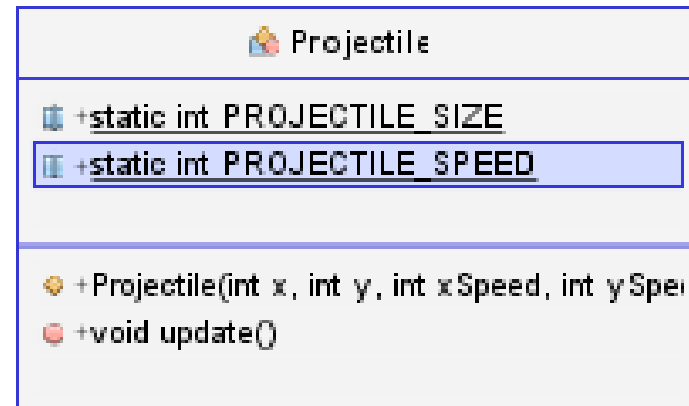 Projectile
+static int PROJECTILE_SIZE
+static int PROJECTILE_SPEED
+Projectile(int x, int y, int xSpeed, int ySpe
+void update()